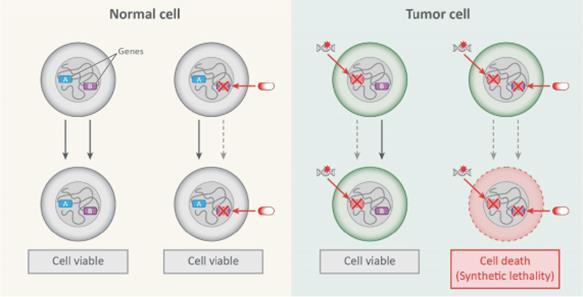 Normal cell
Tumor cell
Genes
A
B
A
B
A
B
A
Cell viable
Cell viable
B
Cell viable
Cell death
(Synthetic lethality)